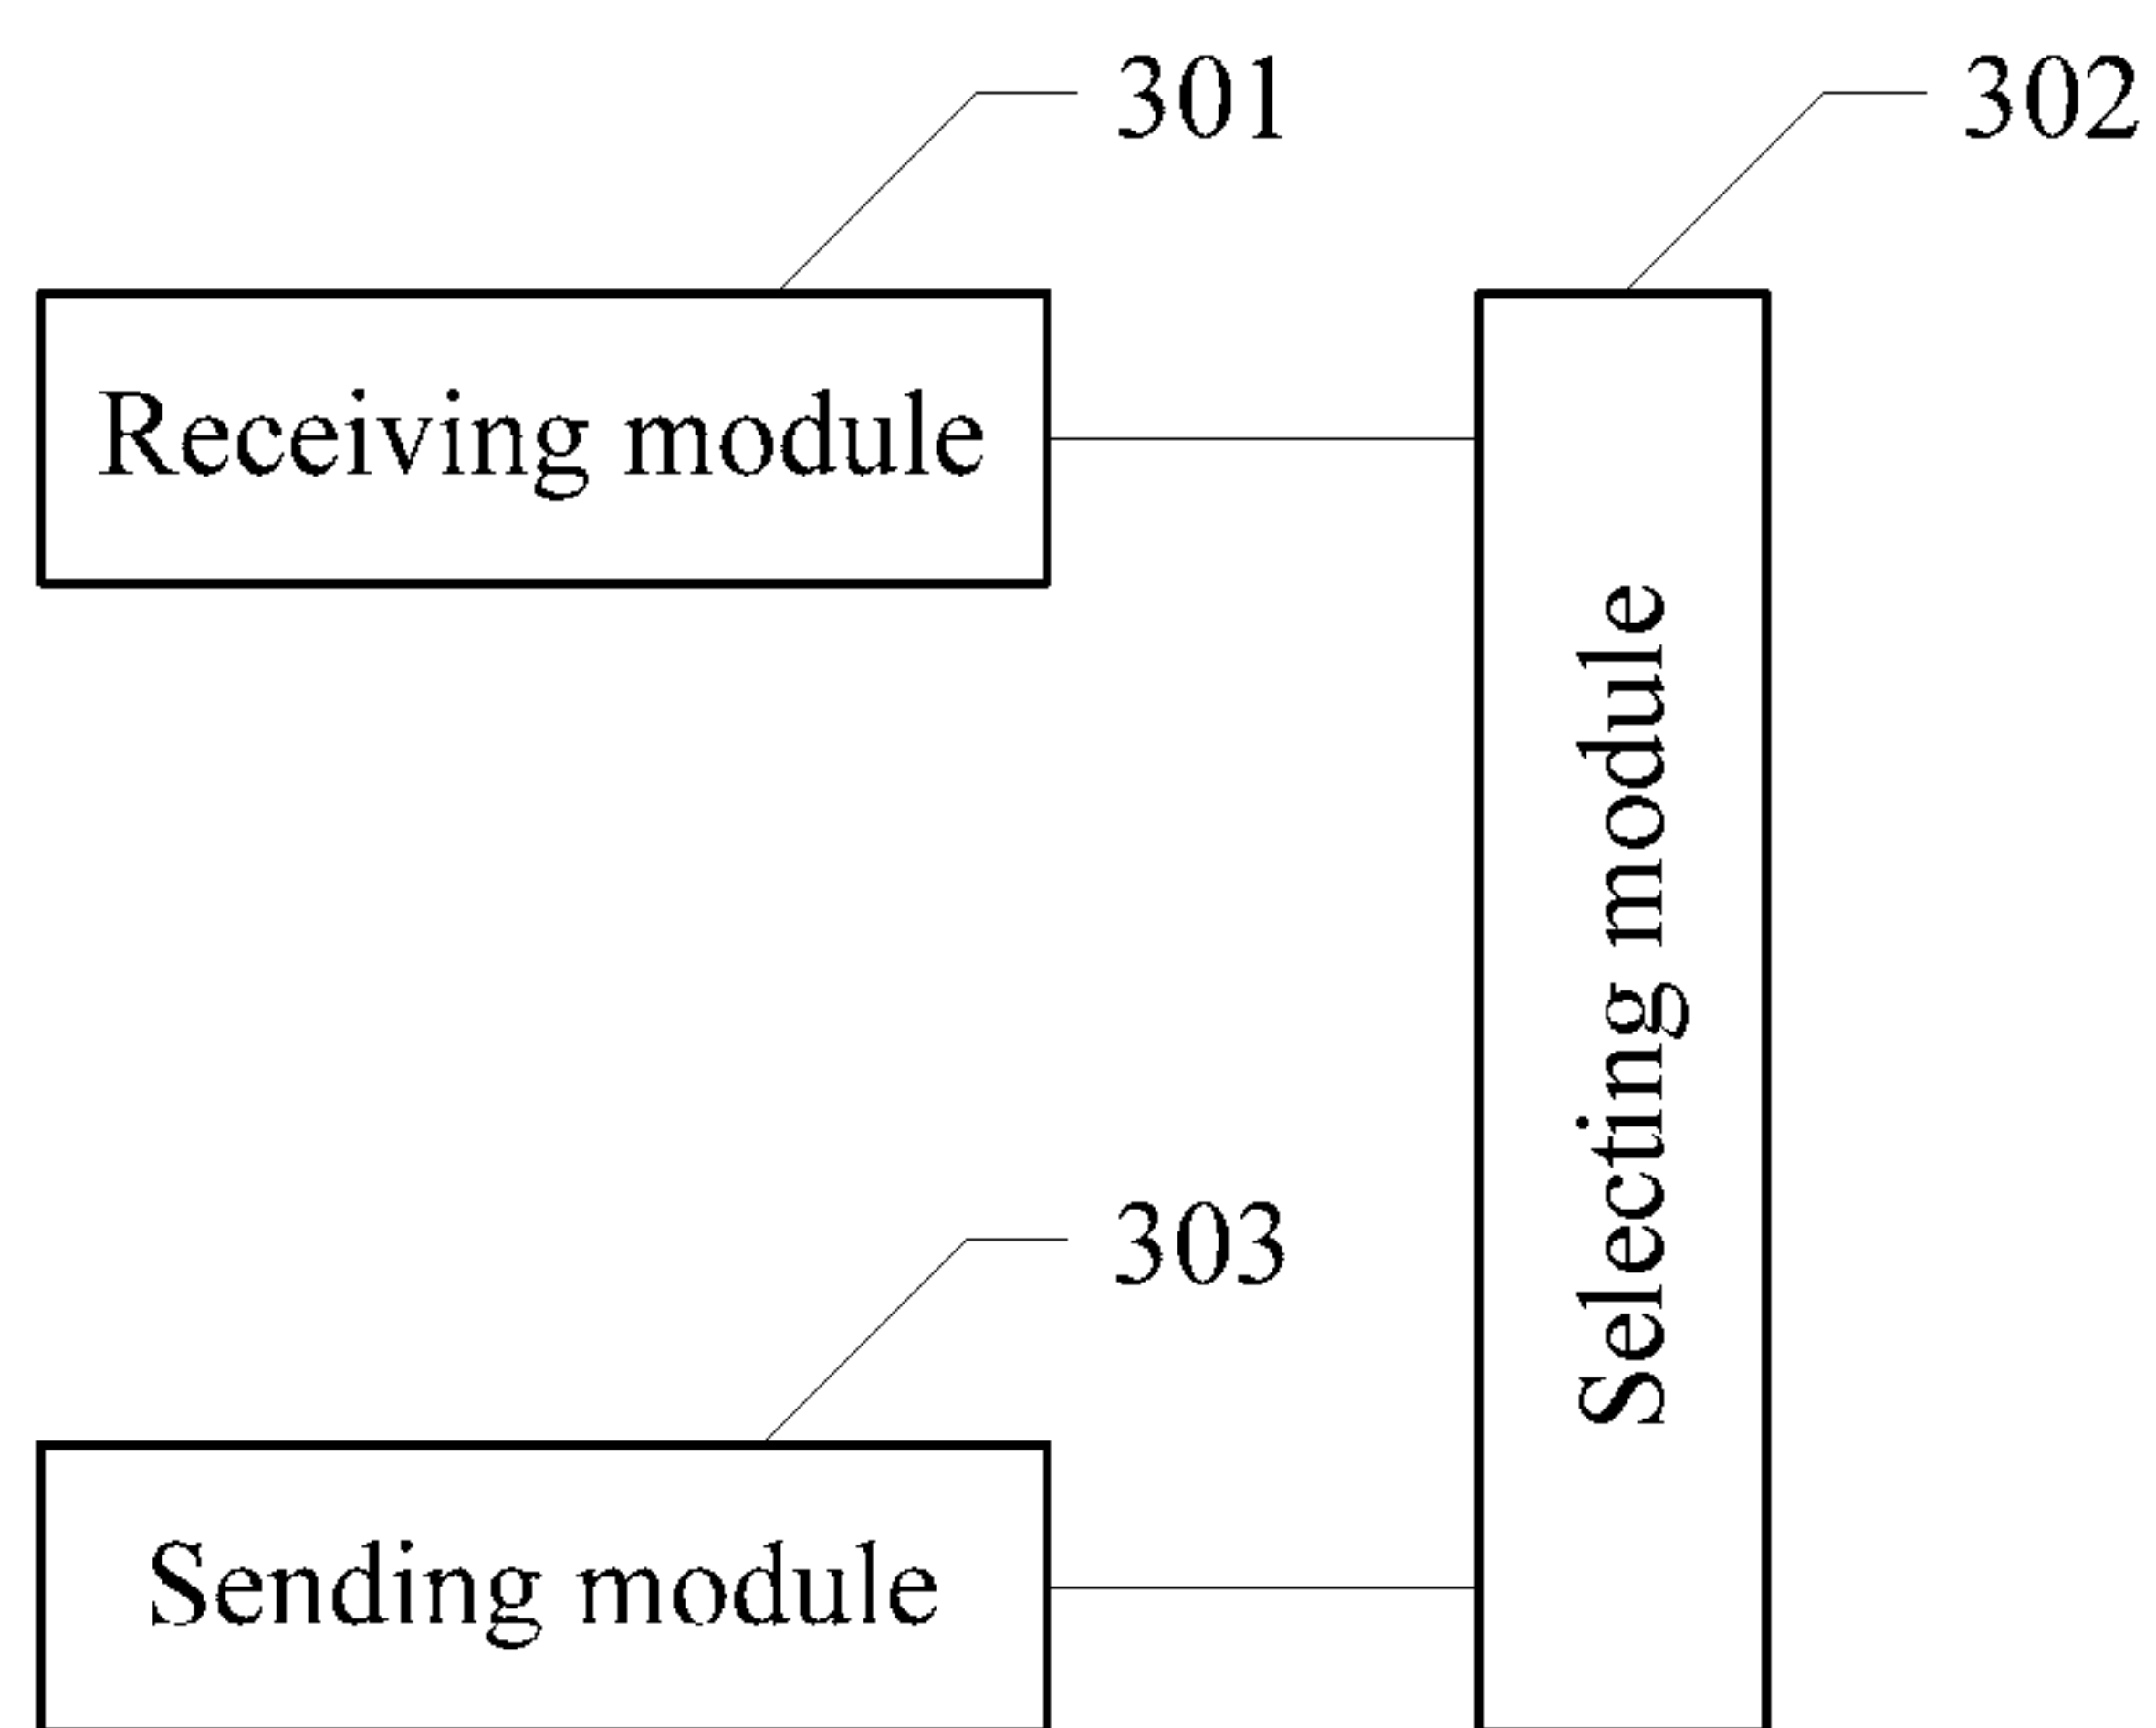 301
302
Receiving module
Selecting module
303
Sending module